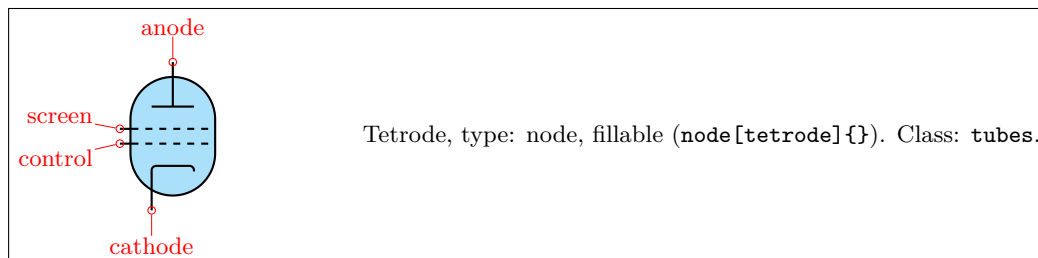 anode
screen
control
cathode
Tetrode, type: node, fillable (node[tetrode]{}). Class: tubes.